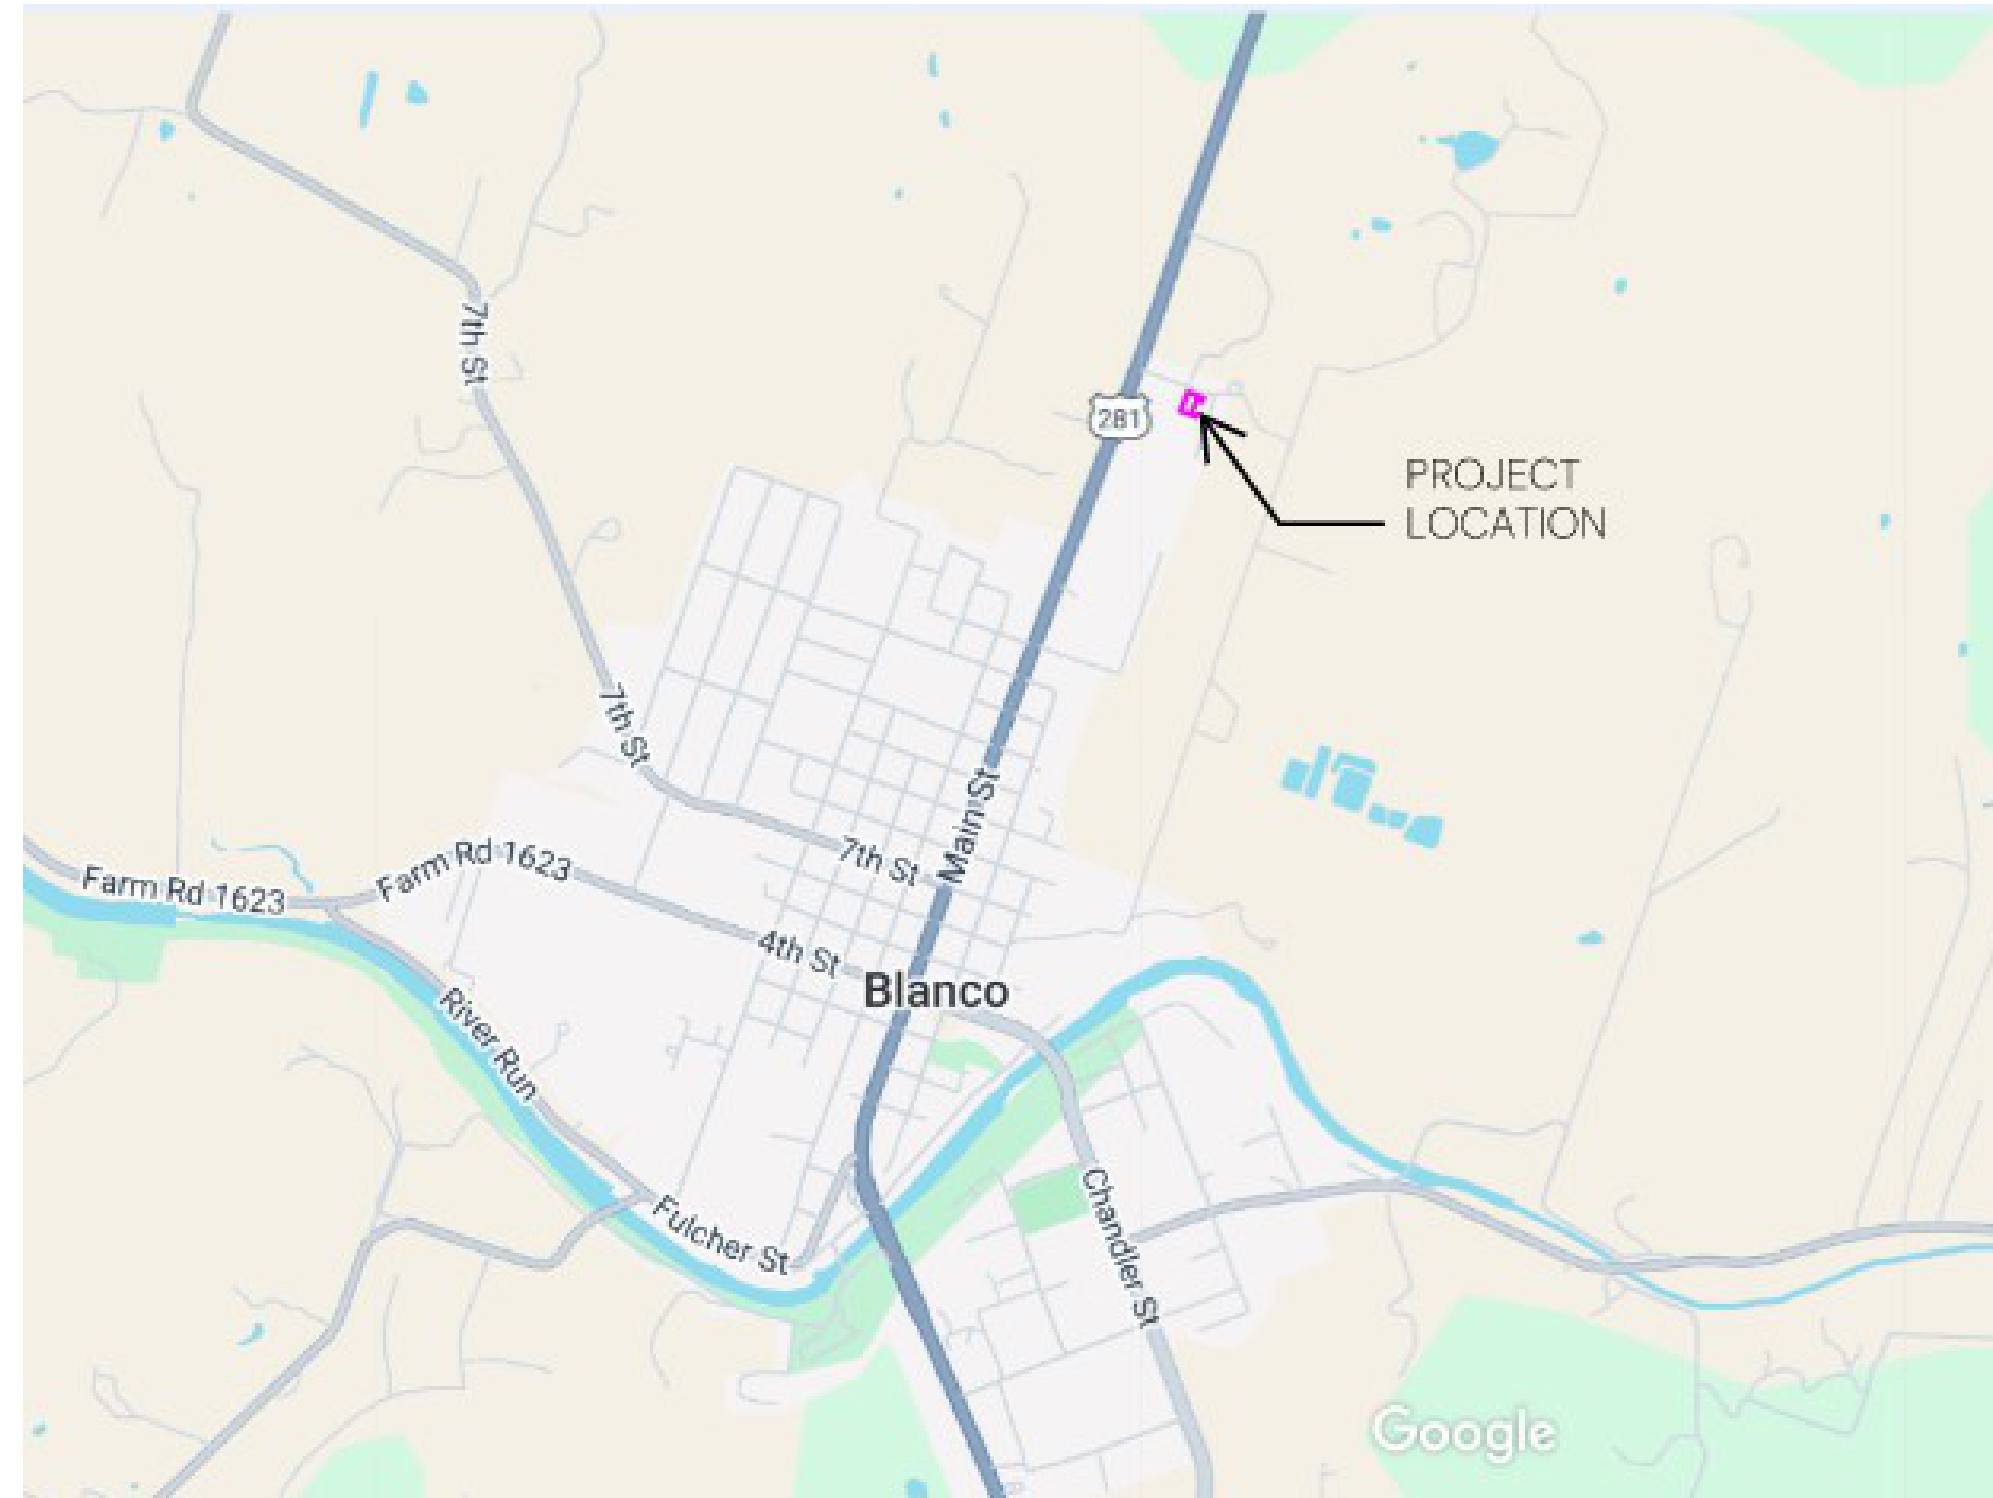 7th St
281
PROJECT
LOCATION
7th St
Main St
7th St
Farm Rd 1623
Farm Rd 1623
4th St
Blanco
River Run
Fulcher St
Chandler St
Google